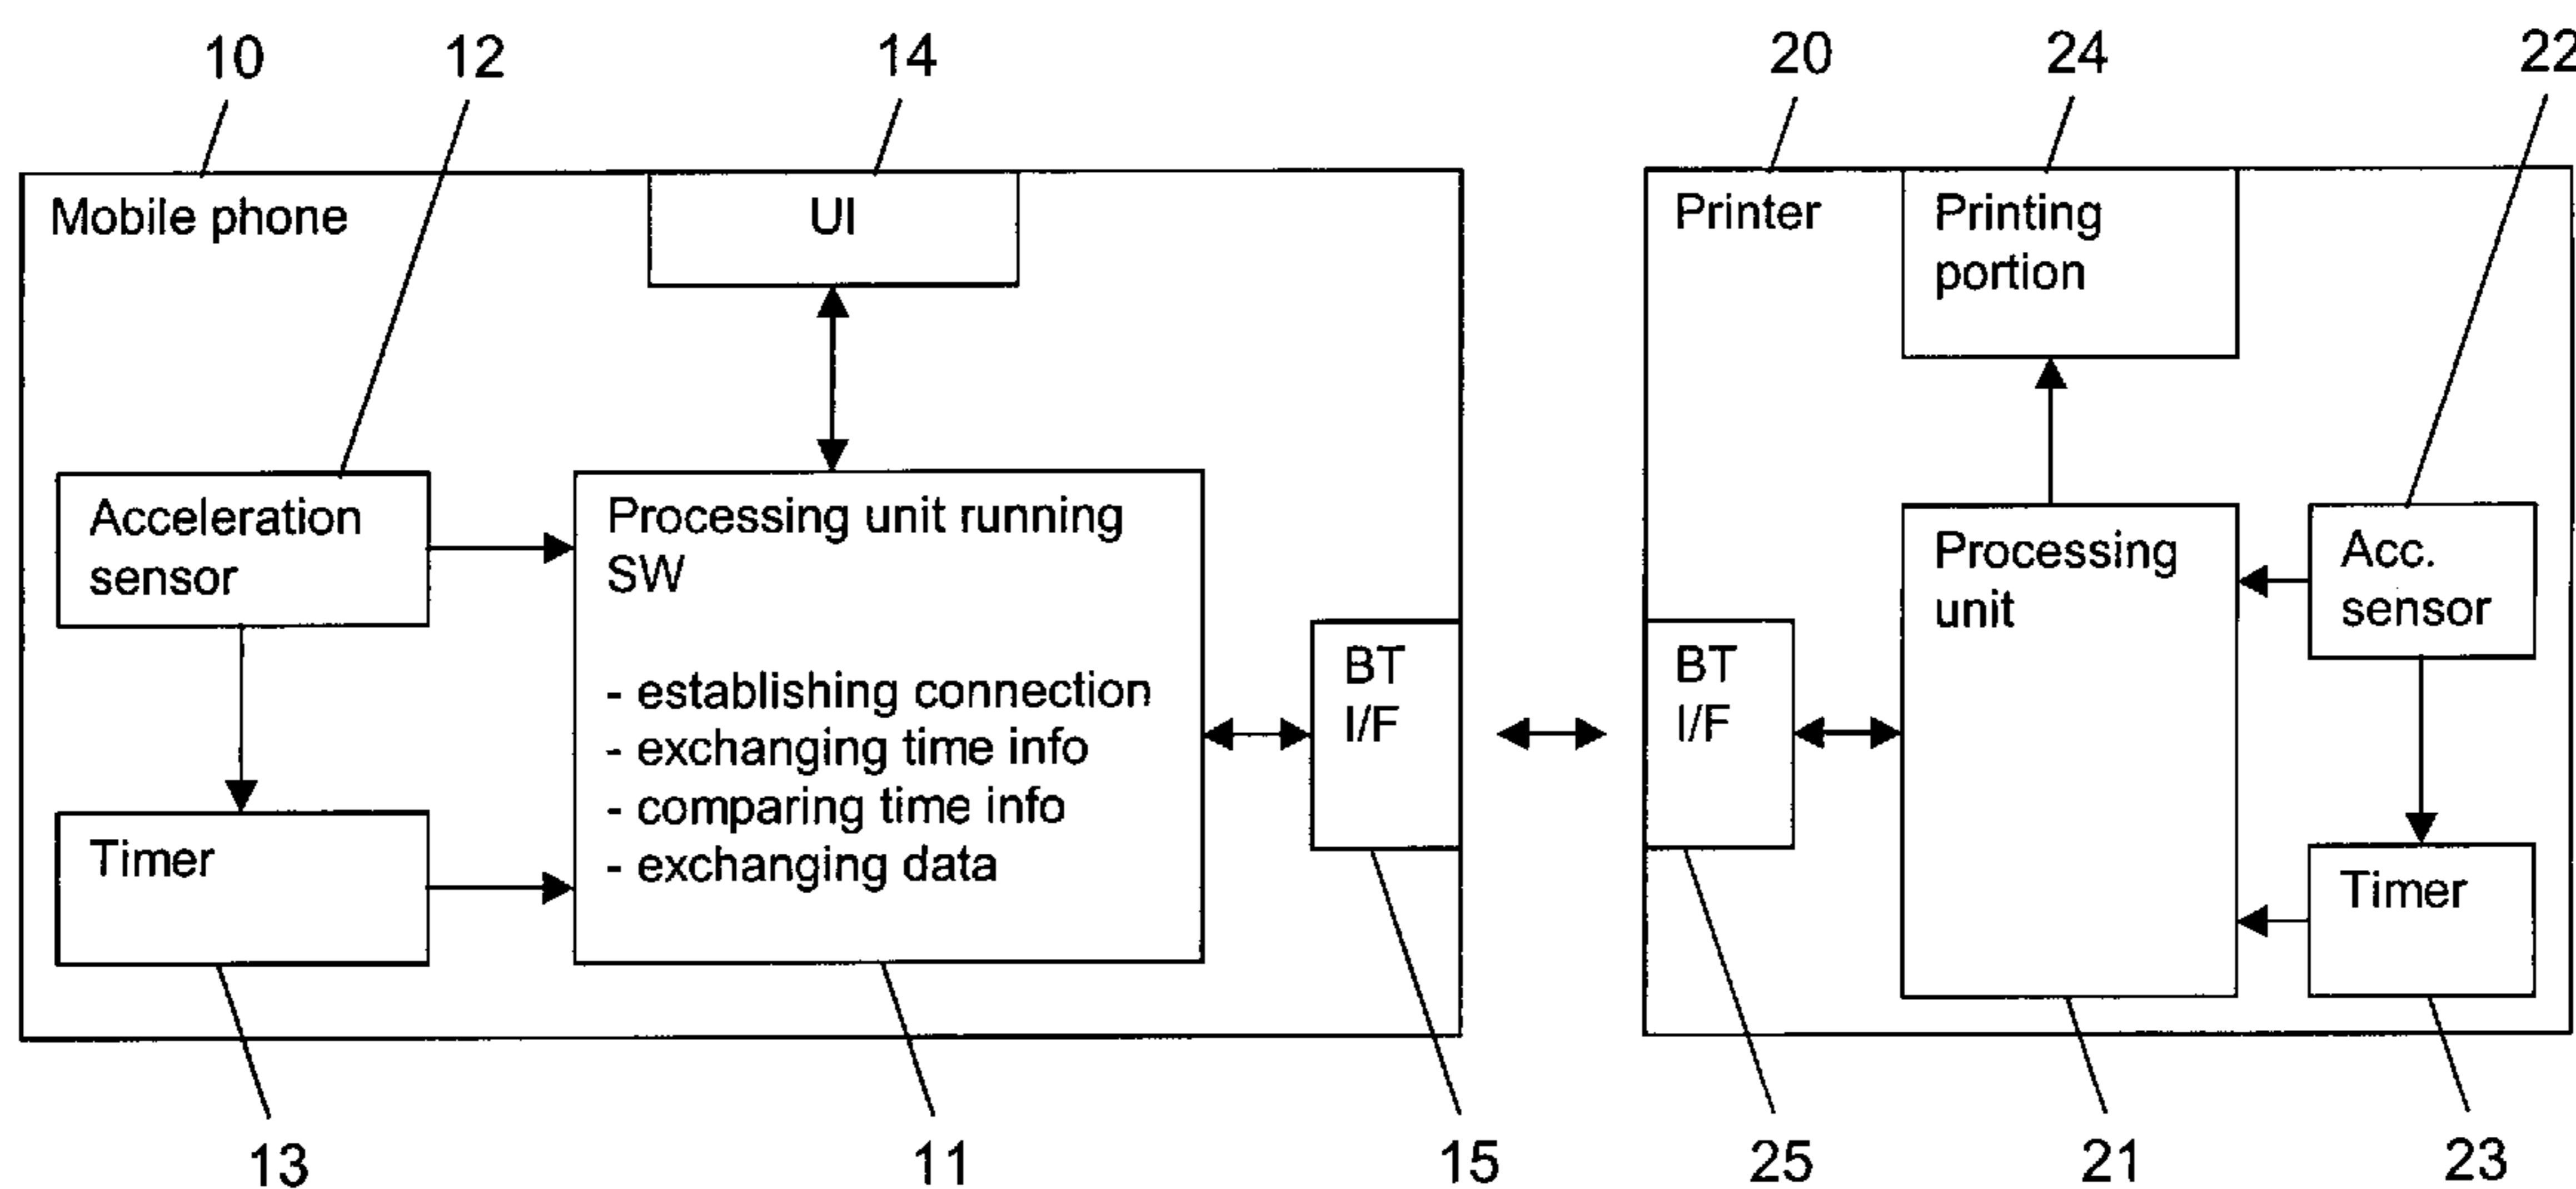 10
12
14
20
24
22
Mobile phone
UI
Printer
Printing
portion
Acceleration
sensor
Processing unit running
SW
- establishing connection
- exchanging time info
- comparing time info
- exchanging data
Timer
BT
I/F
BT
I/F
Processing
unit
Acc.
sensor
Timer
13
11
15
25
21
23